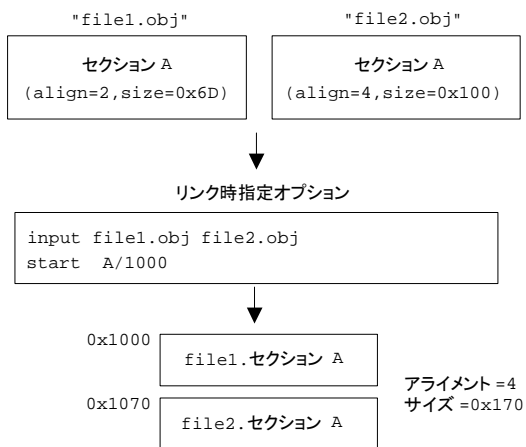 "file1.obj"
"file2.obj"
セクション A
(align=2,size=0x6D)
セクション A
(align=4,size=0x100)
リンク時指定オプション
input file1.obj file2.obj
start A/1000
0x1000
file1.セクション A
0x1070
file2.セクション A
アライメント =4
サイズ =0x170